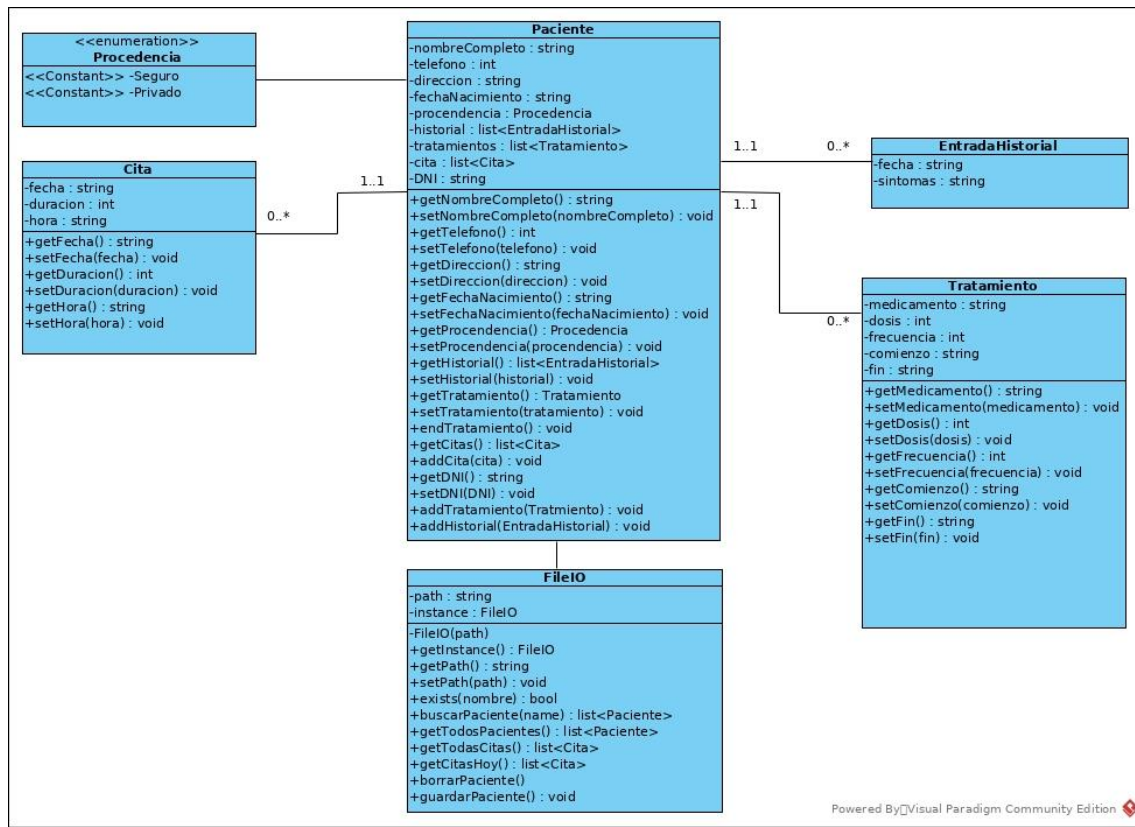 <<enumeration>>
Procedencia
<<Constant>> -Seguro
<<Constant>> -Privado
Paciente
-nombreCompleto : string
-telefono : int
-direccion : string
-fechaNacimiento : string
-procendencia : Procedencia
-historial : list<EntradaHistorial>
-tratamientos : list<Tratamiento>
-cita : list<Cita>
-DNI : string
+getNombreCompleto() : string
+setNombreCompleto(nombreCompleto) : void
+getTelefono() : int
+setTelefono(telefono) : void
+getDireccion() : string
+setDireccion(direccion) : void
+getFechaNacimiento() : string
+setFechaNacimiento(fechaNacimiento) : void
+getProcendencia() : Procedencia
+setProcendencia(procendencia) : void
+getHistorial() : list<EntradaHistorial>
+setHistorial(historial) : void
+getTratamiento() : Tratamiento
+setTratamiento(tratamiento) : void
+endTratamiento() : void
+getCitas() : list<Cita>
+addCita(cita) : void
+getDNI() : string
+setDNI(DNI) : void
+addTratamiento(Tratmiento) : void
+addHistorial(EntradaHistorial) : void
Cita
-fecha : string
-duracion : int
-hora : string
+getFecha() : string
+setFecha(fecha) : void
+getDuracion() : int
+setDuracion(duracion) : void
+getHora() : string
+setHora(hora) : void
1..1
0..*
1..1
0..*
EntradaHistorial
-fecha : string
-sintomas : string
1..1
0..*
Tratamiento
-medicamento : string
-dosis : int
-frecuencia : int
-comienzo : string
-fin : string
+getMedicamento() : string
+setMedicamento(medicamento) : void
+getDosis() : int
+setDosis(dosis) : void
+getFrecuencia() : int
+setFrecuencia(frecuencia) : void
+getComienzo() : string
+setComienzo(comienzo) : void
+getFin() : string
+setFin(fin) : void
FileIO
-path : string
-instance : FileIO
-FileIO(path)
+getInstance() : FileIO
+getPath() : string
+setPath(path) : void
+exists(nombre) : bool
+buscarPaciente(name) : list<Paciente>
+getTodosPacientes() : list<Paciente>
+getTodasCitas() : list<Cita>
+getCitasHoy() : list<Cita>
+borrarPaciente()
+guardarPaciente() : void
Powered By Visual Paradigm Community Edition